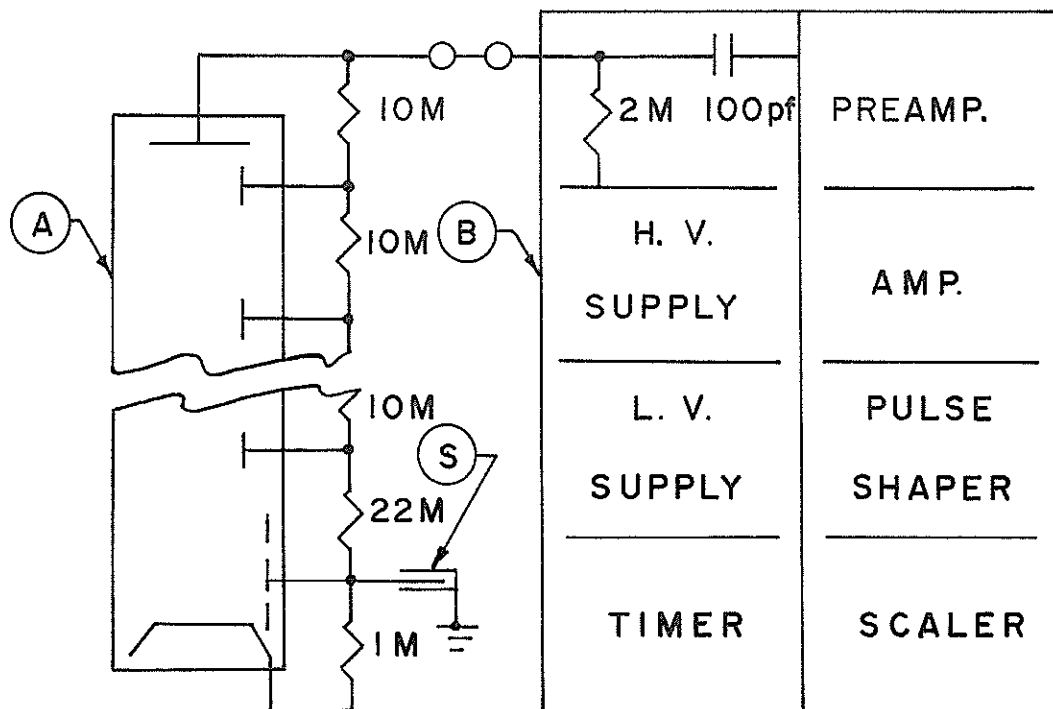 10M
2M
100pf
PREAMP.
A
10M
B
H. V.
SUPPLY
AMP.
10M
L. V.
SUPPLY
PULSE
SHAPER
S
22M
1M
TIMER
SCALER